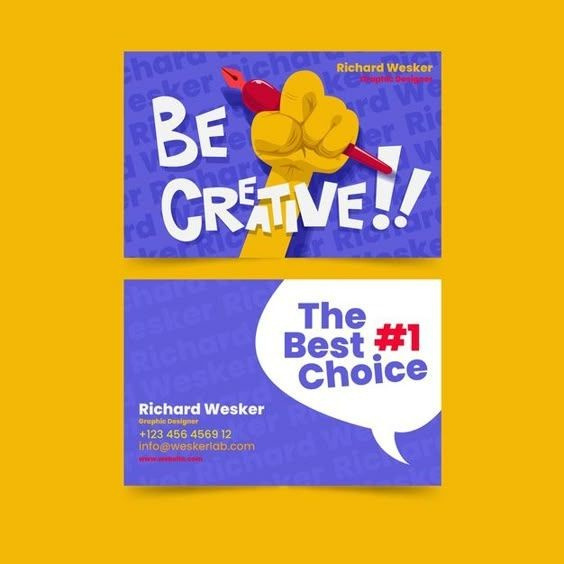 Richard Wesker
Graphic Designer
BE
CREATIVE!!
The
Best #1
Choice
Richard Wesker
Graphic Designer
+123 456 4569 12
info@weskerlab.com
www.website.com